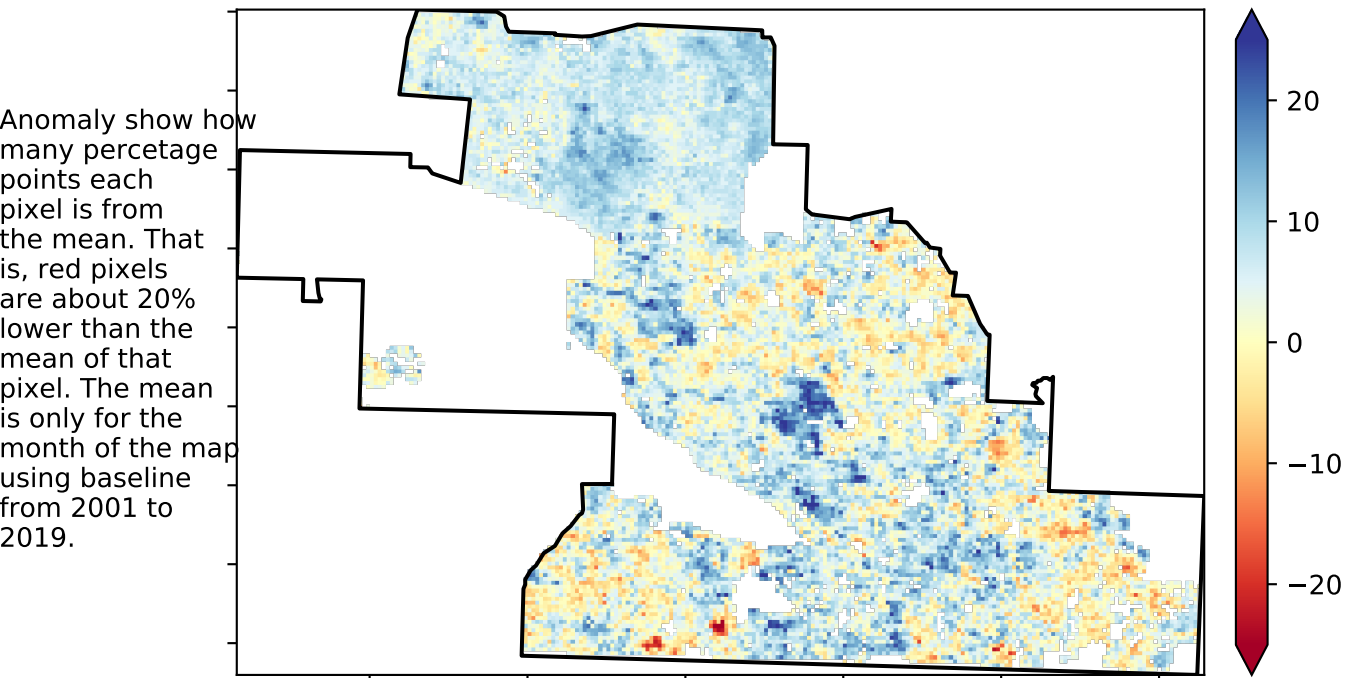 Anomaly show how
many percetage
points each
pixel is from
the mean. That
is, red pixels
are about 20%
lower than the
mean of that
pixel. The mean
is only for the
month of the map
using baseline
from 2001 to
2019.
20
10
0
−10
−20